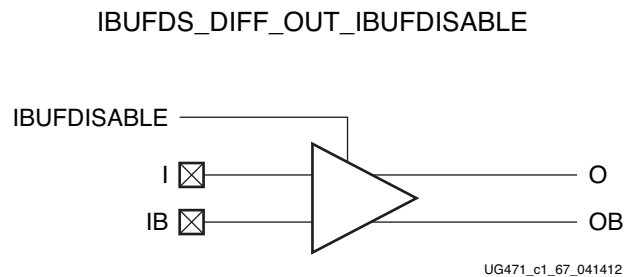 IBUFDS_DIFF_OUT_IBUFDISABLE
IBUFDISABLE
I
O
IB
OB
UG471_c1_67_041412